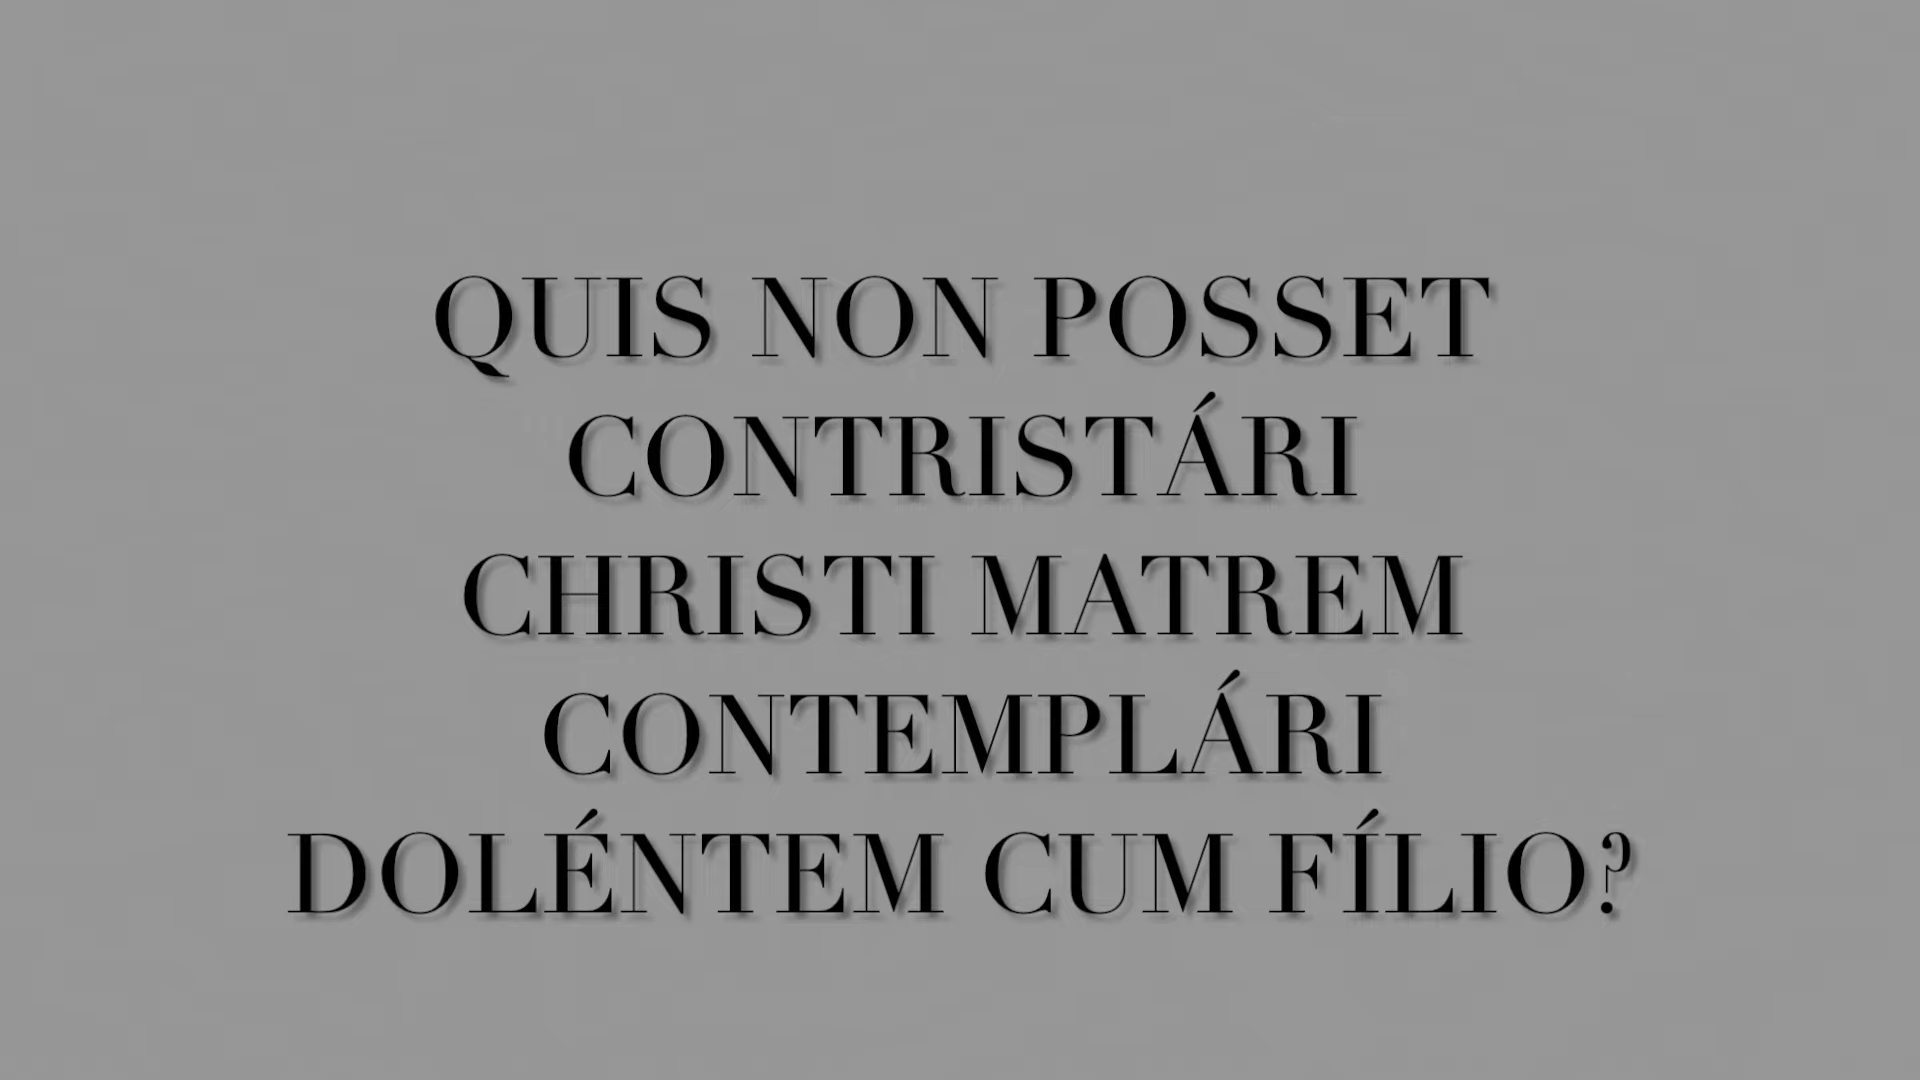 QUIS NON POSSET
CONTRISTÁRI
CHRISTI MATREM
CONTEMPLÁRI
DOLÉNTEM CUM FÍLIO?